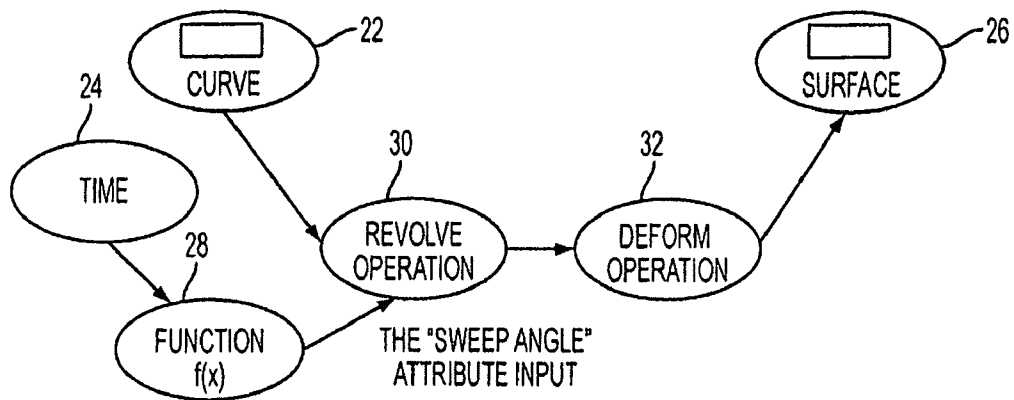 22
CURVE
26
SURFACE
24
TIME
30
REVOLVE
OPERATION
32
DEFORM
OPERATION
28
FUNCTION
f(x)
THE "SWEEP ANGLE"
ATTRIBUTE INPUT